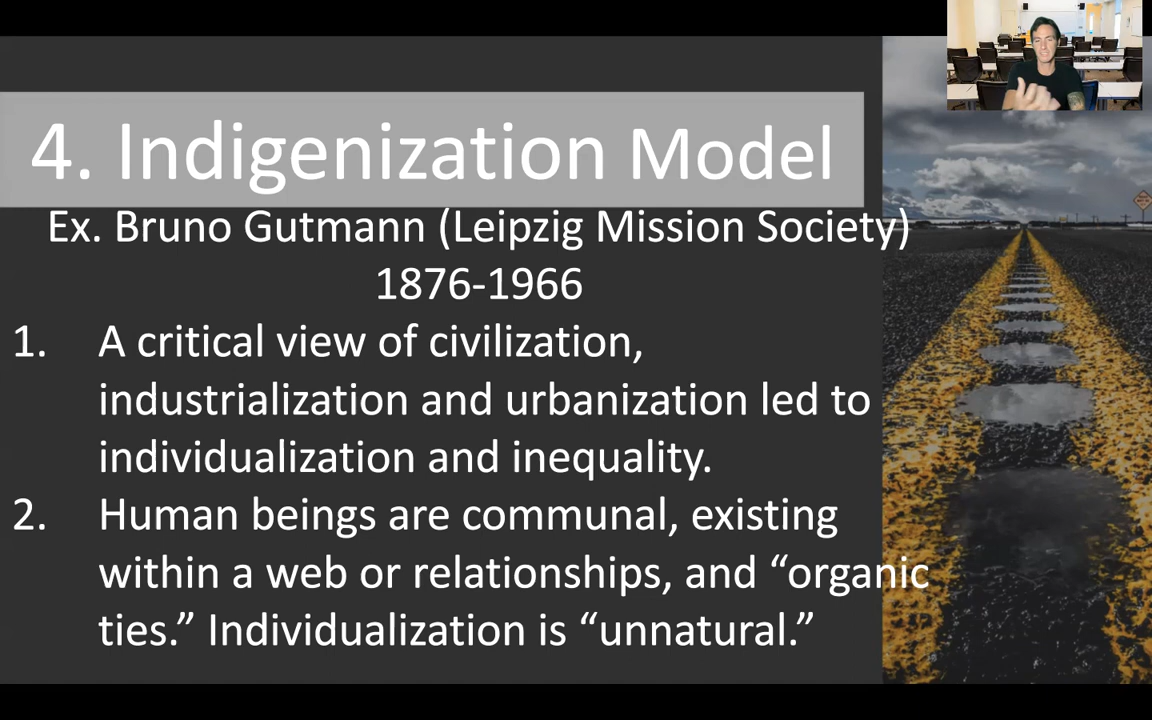 4. Indigenization Model
Ex. Bruno Gutmann (Leipzig Mission Society)
1876-1966
1. A critical view of civilization,
industrialization and urbanization led to
individualization and inequality.
2. Human beings are communal, existing
within a web or relationships, and “organic
ties.” Individualization is “unnatural.”